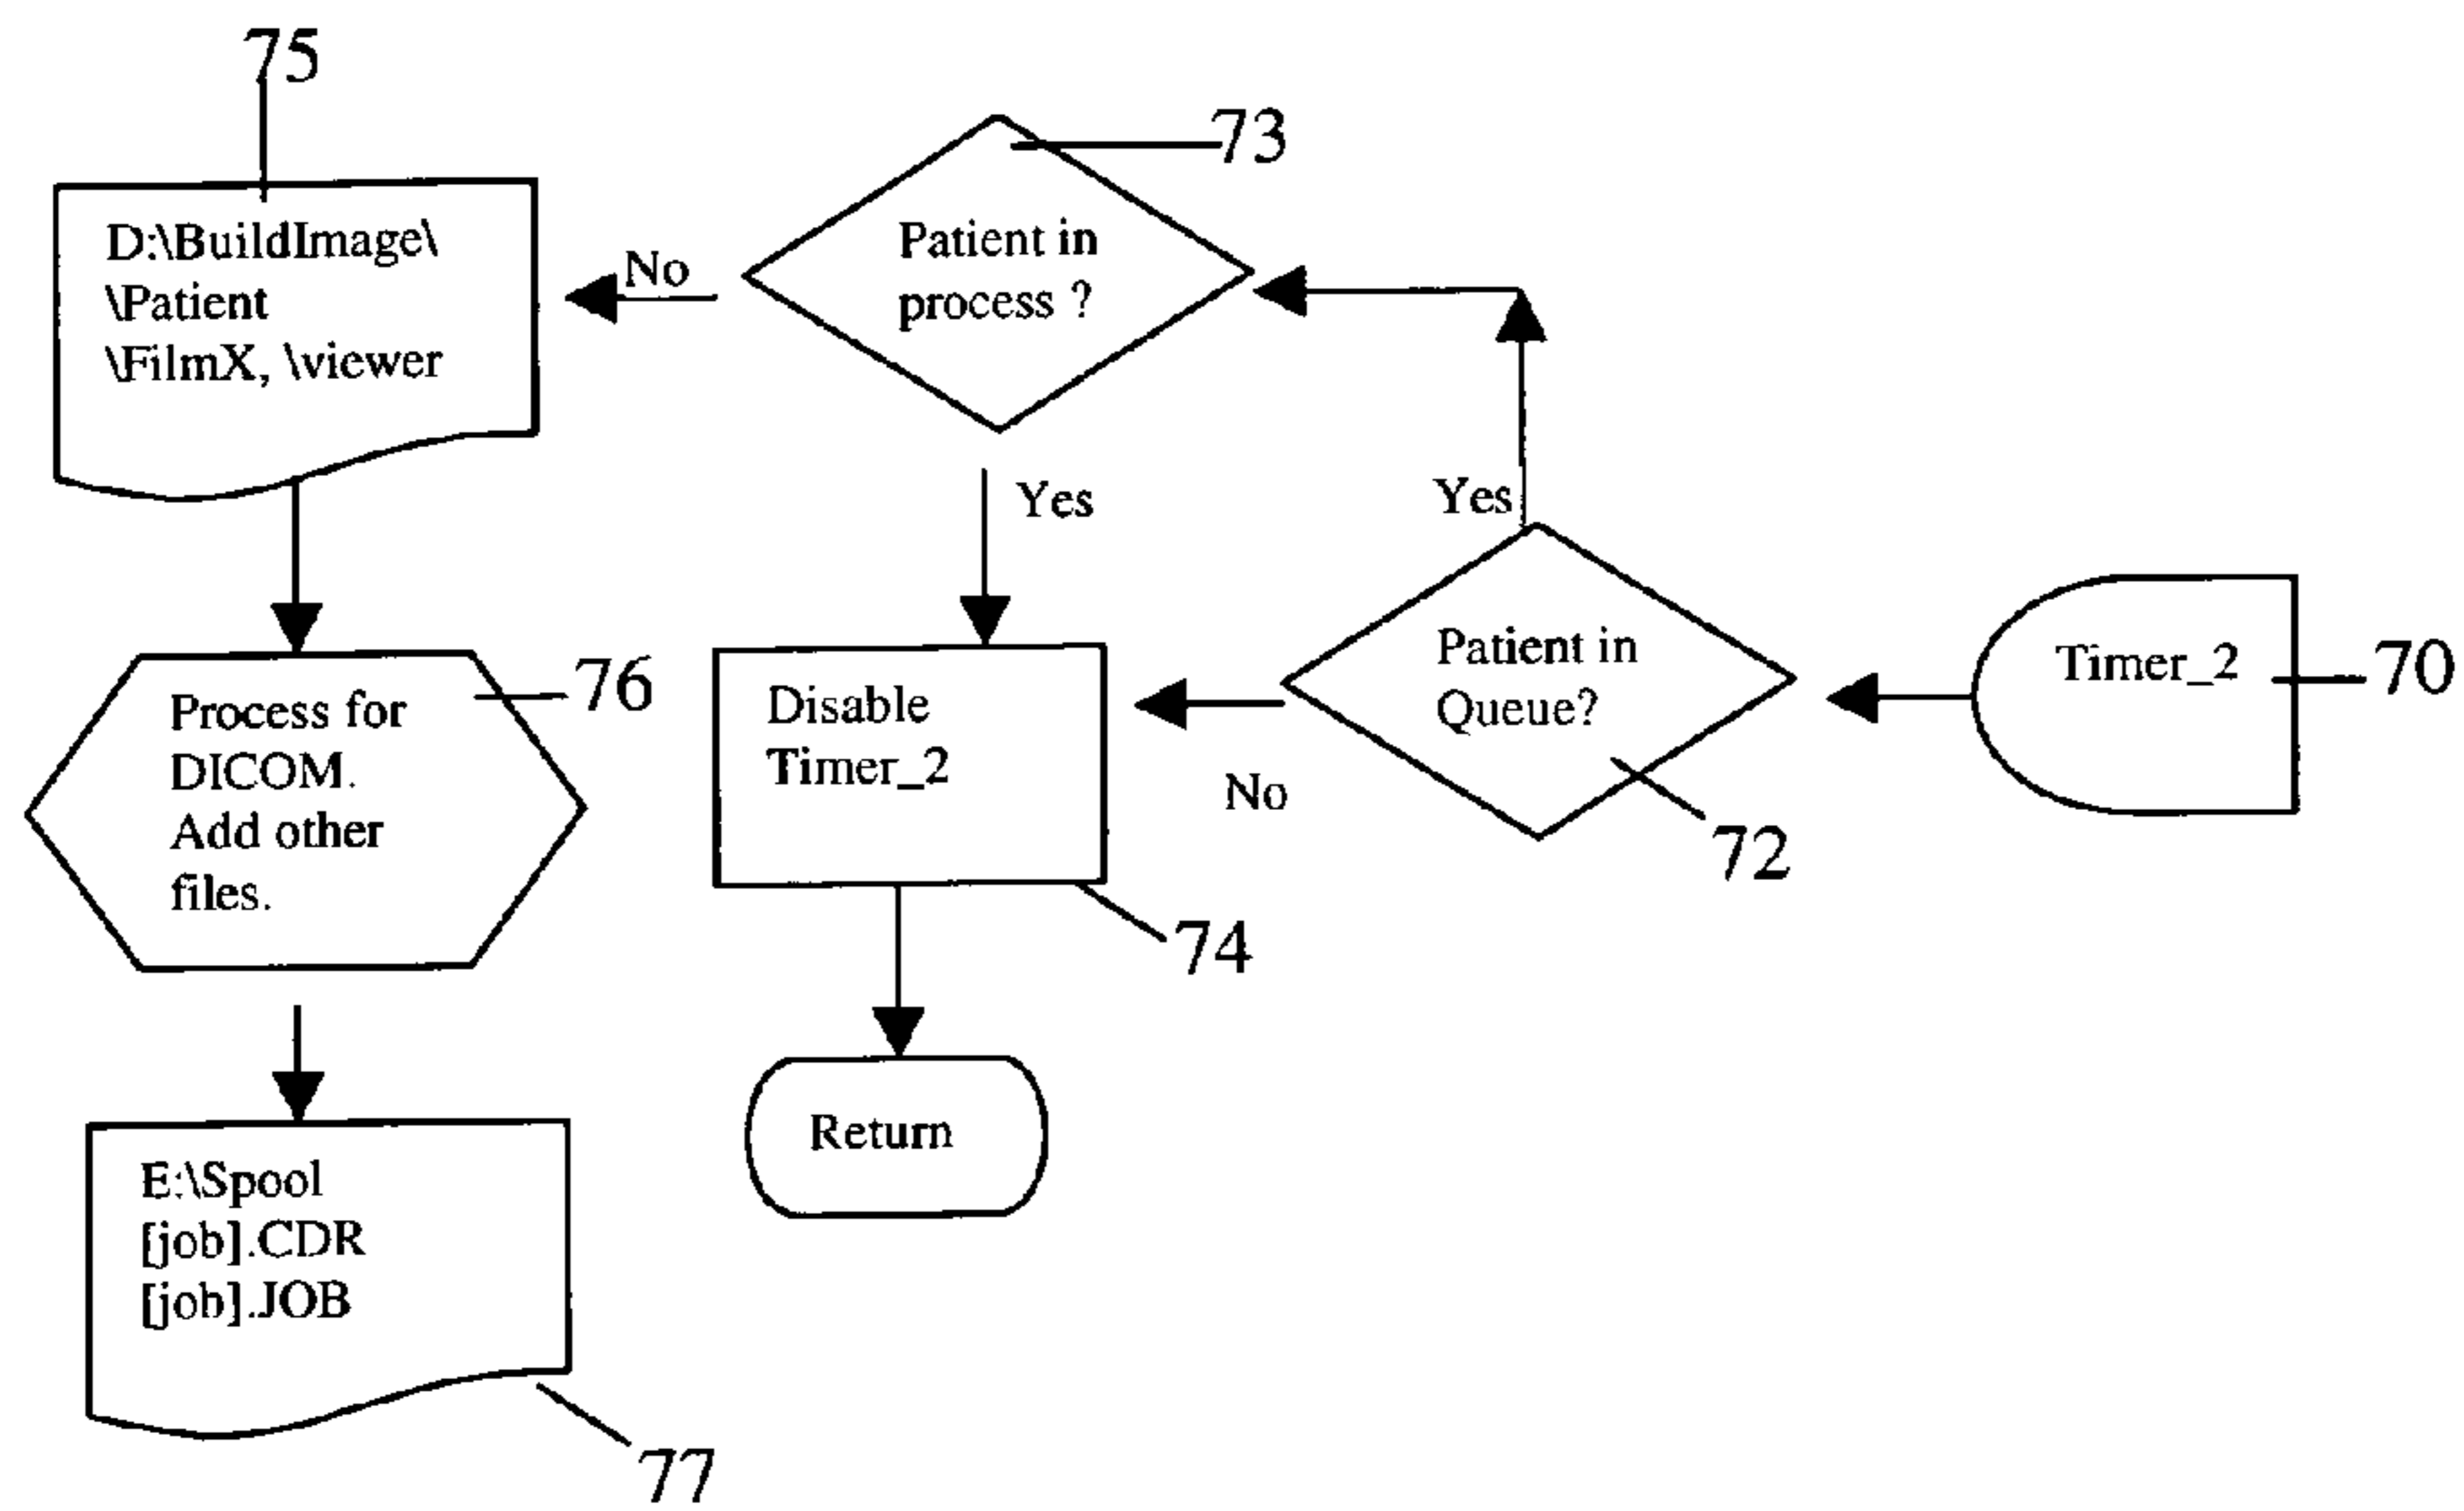 75
73
D:\BuildImage\
\Patient
\FilmX, \viewer
No
Patient in
process ?
Yes
Yes
76
Process for
DICOM.
Add other
files.
Disable
Timer_2
No
Patient in
Queue?
Timer_2
70
72
74
Return
E:\Spool
[job].CDR
[job].JOB
77